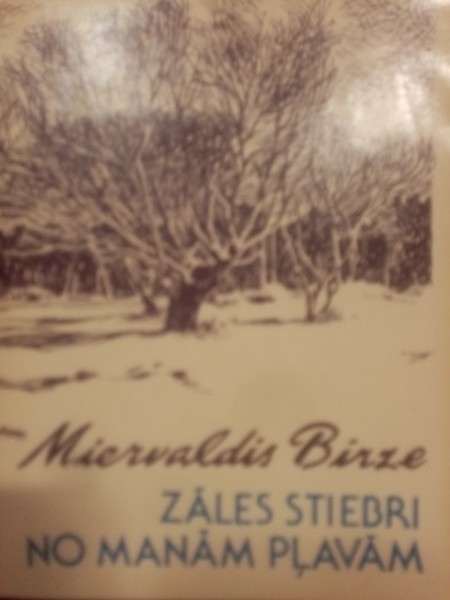 Miervaldis Birze
ZĀLES STIEBRI
NO MANĀM PĻAVĀM